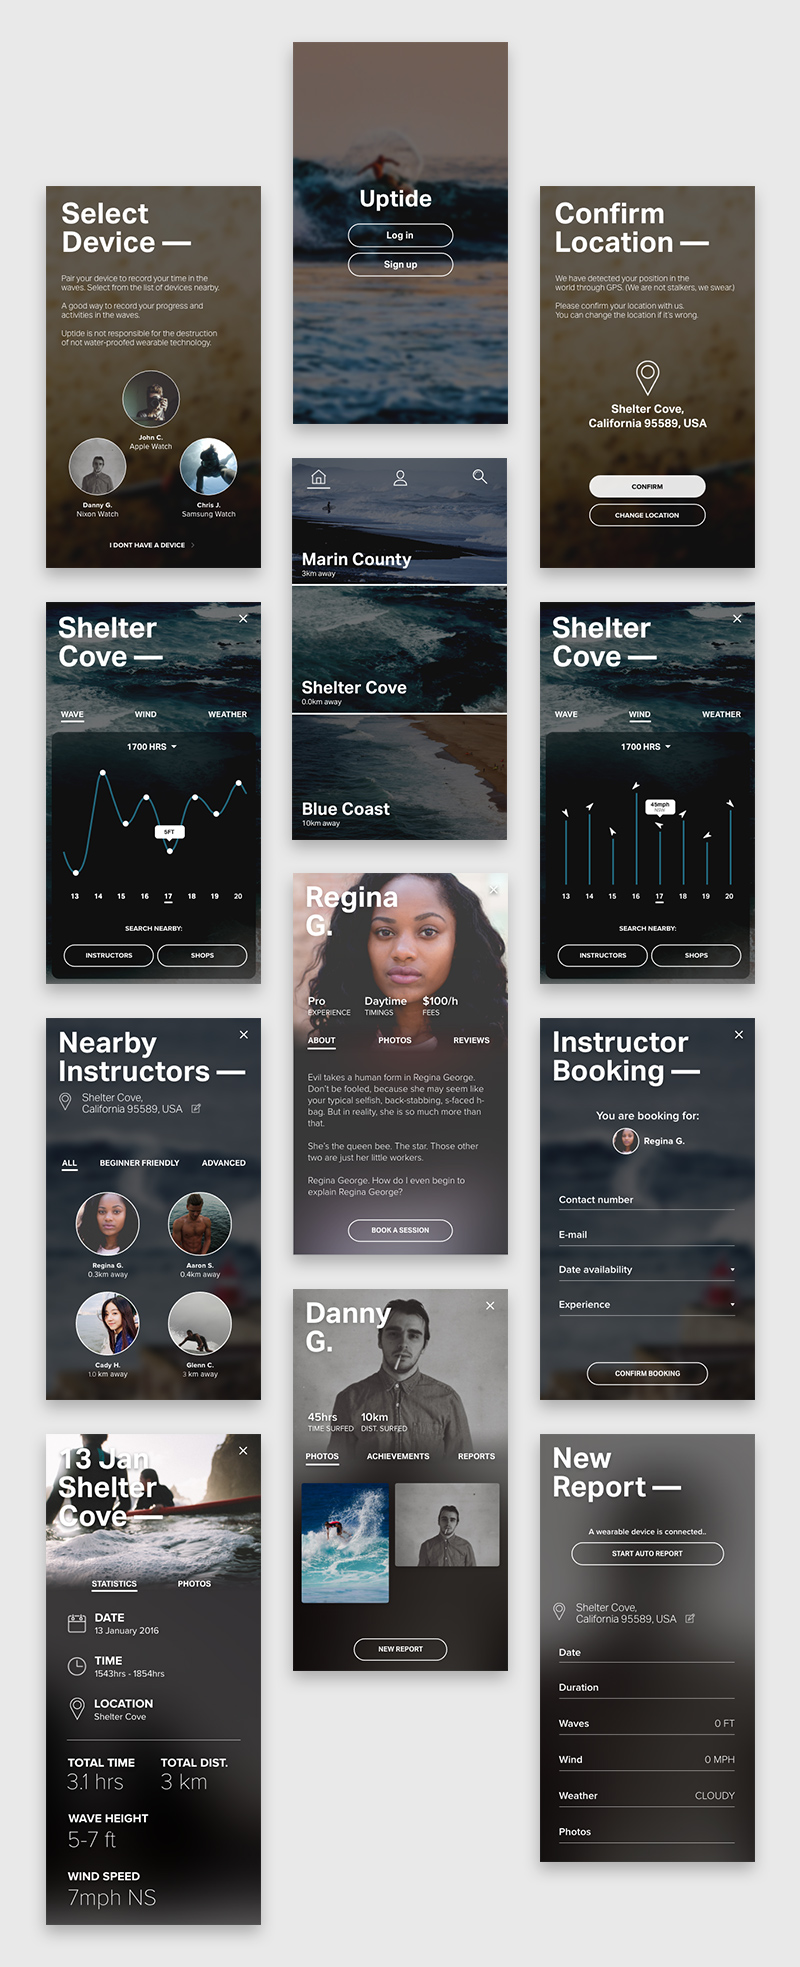 Uptide
Log in
Sign up
Select
Device —
Pair your device to record your time in the
waves. Select from the list of devices nearby.
A good way to record your progress and
activities in the waves.
Uptide is not responsible for the destruction
of not water-proofed wearable technology.
John C.
Apple Watch
Danny G.
Nixon Watch
Chris J.
Samsung Watch
I DONT HAVE A DEVICE >
Confirm
Location —
We have detected your position in the
world through GPS. (We are not stalkers, we swear.)
Please confirm your location with us.
You can change the location if it's wrong.
Shelter Cove,
California 95589, USA
CONFIRM
CHANGE LOCATION
Marin County
3km away
Shelter Cove
0.0km away
Blue Coast
10km away
Shelter
Cove —
WAVE WIND WEATHER
1700 HRS
5FT
13 14 15 16 17 18 19 20
SEARCH NEARBY:
INSTRUCTORS SHOPS
Shelter
Cove —
WAVE WIND WEATHER
1700 HRS
45mph
NSW
13 14 15 16 17 18 19 20
SEARCH NEARBY:
INSTRUCTORS SHOPS
Regina
G.
Pro Daytime $100/h
EXPERIENCE TIMINGS FEES
ABOUT PHOTOS REVIEWS
Evil takes a human form in Regina George.
Don't be fooled, because she may seem like
your typical selfish, back-stabbing, s-faced h-
bag. But in reality, she is so much more than
that.
She's the queen bee. The star. Those other
two are just her little workers.
Regina George. How do I even begin to
explain Regina George?
BOOK A SESSION
Nearby
Instructors —
Shelter Cove,
California 95589, USA
ALL BEGINNER FRIENDLY ADVANCED
Regina G.
0.3km away
Aaron S.
0.4km away
Cady H.
1.0 km away
Glenn C.
3 km away
Instructor
Booking —
You are booking for:
Regina G.
Contact number
E-mail
Date availability
Experience
CONFIRM BOOKING
Danny
G.
45hrs 10km
TIME SURFED DIST. SURFED
PHOTOS ACHIEVEMENTS REPORTS
NEW REPORT
13 Jan
Shelter
Cove —
STATISTICS PHOTOS
DATE
13 January 2016
TIME
1543hrs - 1854hrs
LOCATION
Shelter Cove
TOTAL TIME TOTAL DIST.
3.1 hrs 3 km
WAVE HEIGHT
5-7 ft
WIND SPEED
7mph NS
New
Report —
A wearable device is connected..
START AUTO REPORT
Shelter Cove,
California 95589, USA
Date
Duration
Waves 0 FT
Wind 0 MPH
Weather CLOUDY
Photos